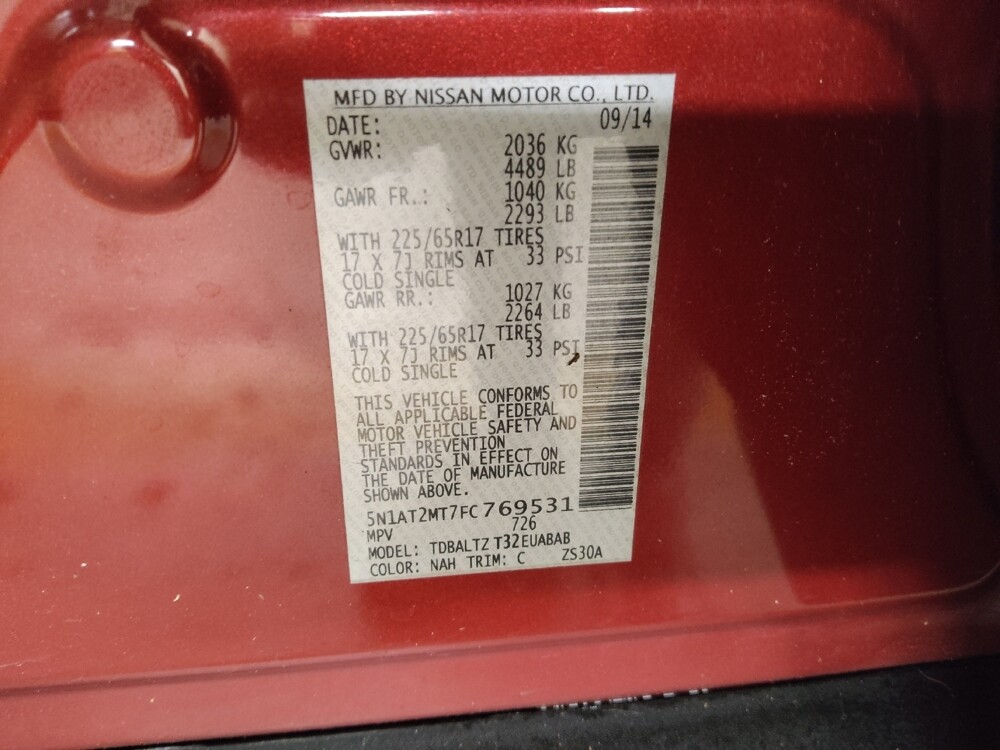 MFD BY NISSAN MOTOR CO., LTD.
DATE: 09/14
GVWR: 2036 KG
4489 LB
GAWR FR.: 1040 KG
2293 LB
WITH 225/65R17 TIRES
17 X 7J RIMS AT 33 PSI
COLD SINGLE
GAWR RR.: 1027 KG
2264 LB
WITH 225/65R17 TIRES
17 X 7J RIMS AT 33 PSI
COLD SINGLE
THIS VEHICLE CONFORMS TO
ALL APPLICABLE FEDERAL
MOTOR VEHICLE SAFETY AND
THEFT PREVENTION
STANDARDS IN EFFECT ON
THE DATE OF MANUFACTURE
SHOWN ABOVE.
5N1AT2MT7FC769531
MPV 726
MODEL: TDBALTZ T32EUABAB
COLOR: NAH TRIM: C ZS30A